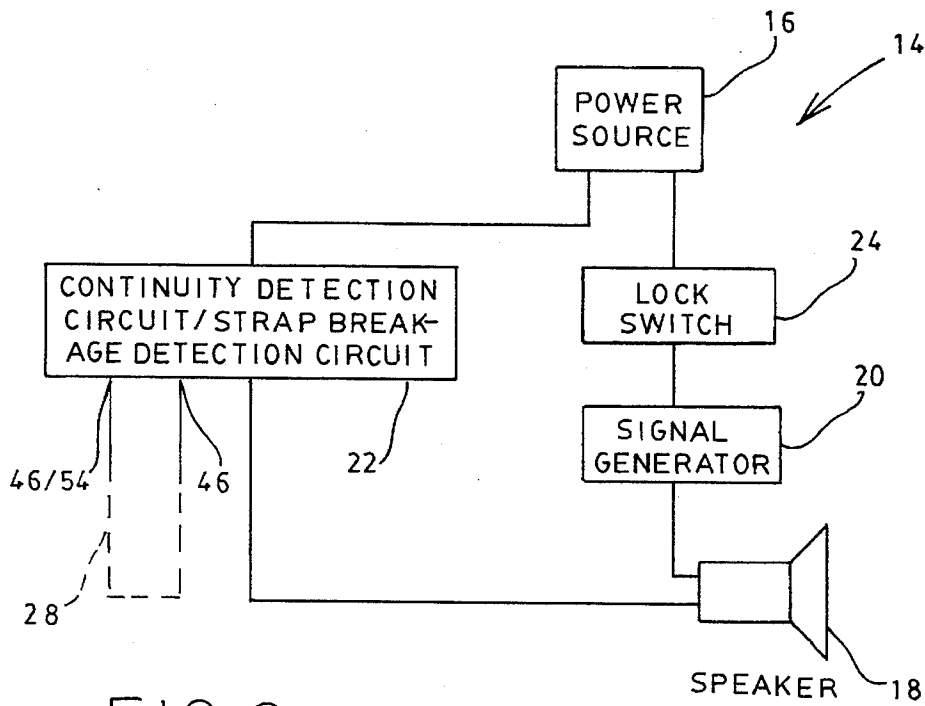 16
14
POWER
SOURCE
24
CONTINUITY DETECTION
CIRCUIT/STRAP BREAK-
AGE DETECTION CIRCUIT
LOCK
SWITCH
20
SIGNAL
GENERATOR
46/54
46
22
28
SPEAKER
18